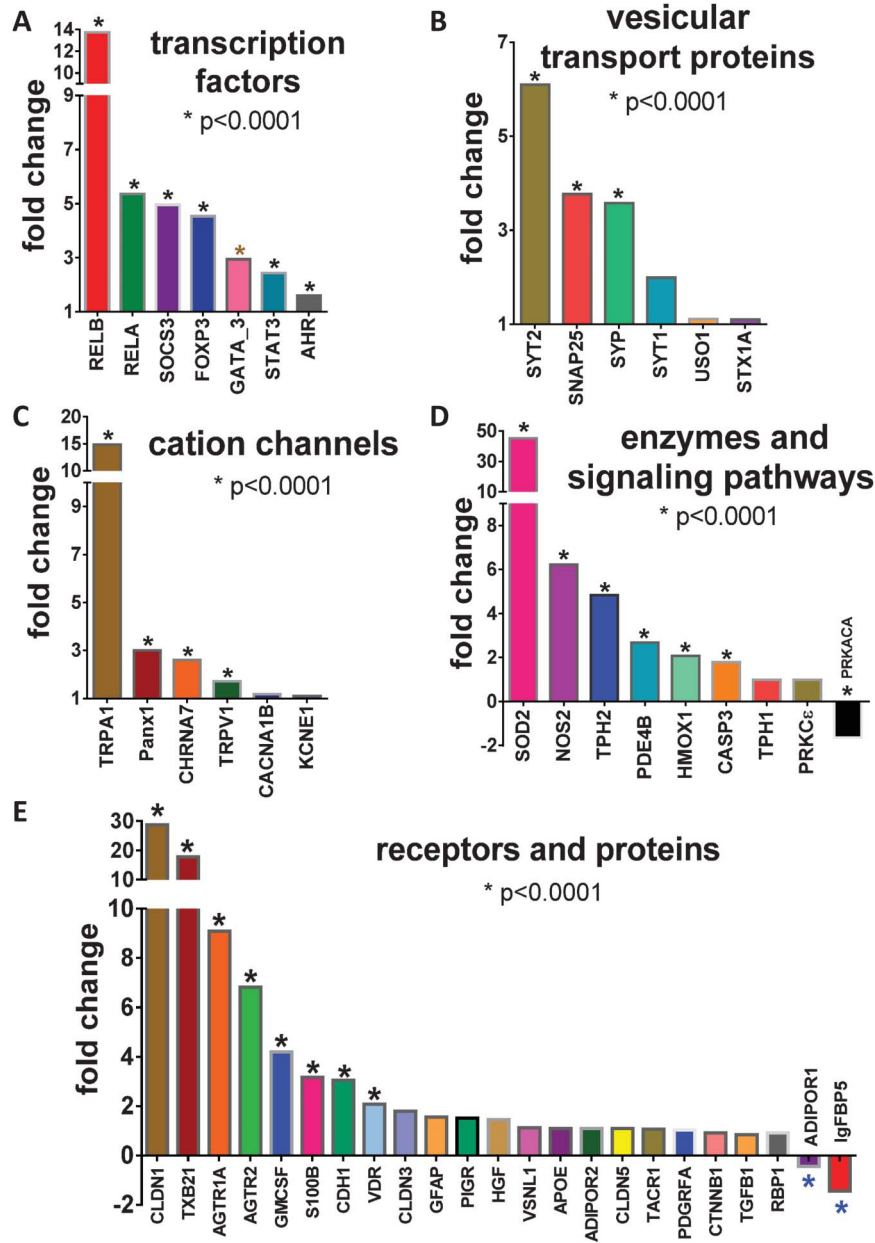 A
transcription
factors
* p<0.0001
fold change
14
12
10
9
7
5
3
1
*
*
*
*
*
*
*
RELB
RELA
SOCS3
FOXP3
GATA_3
STAT3
AHR
B
vesicular
transport proteins
* p<0.0001
fold change
7
5
3
1
*
*
*
SYT2
SNAP25
SYP
SYT1
USO1
STX1A
C
cation channels
* p<0.0001
fold change
20
15
10
9
7
5
3
1
*
*
*
*
TRPA1
Panx1
CHRNA7
TRPV1
CACNA1B
KCNE1
D
enzymes and
signaling pathways
* p<0.0001
fold change
50
30
10
8
6
4
2
0
-2
*
*
*
*
*
*
* PRKACA
SOD2
NOS2
TPH2
PDE4B
HMOX1
CASP3
TPH1
PRKCε
E
receptors and proteins
* p<0.0001
fold change
30
20
10
10
8
6
4
2
0
-2
*
*
*
*
*
*
*
*
CLDN1
TXB21
AGTR1A
AGTR2
GMCSF
S100B
CDH1
VDR
CLDN3
GFAP
PIGR
HGF
VSNL1
APOE
ADIPOR2
CLDN5
TACR1
PDGRFA
CTNNB1
TGFB1
RBP1
* ADIPOR1
* IgFBP5